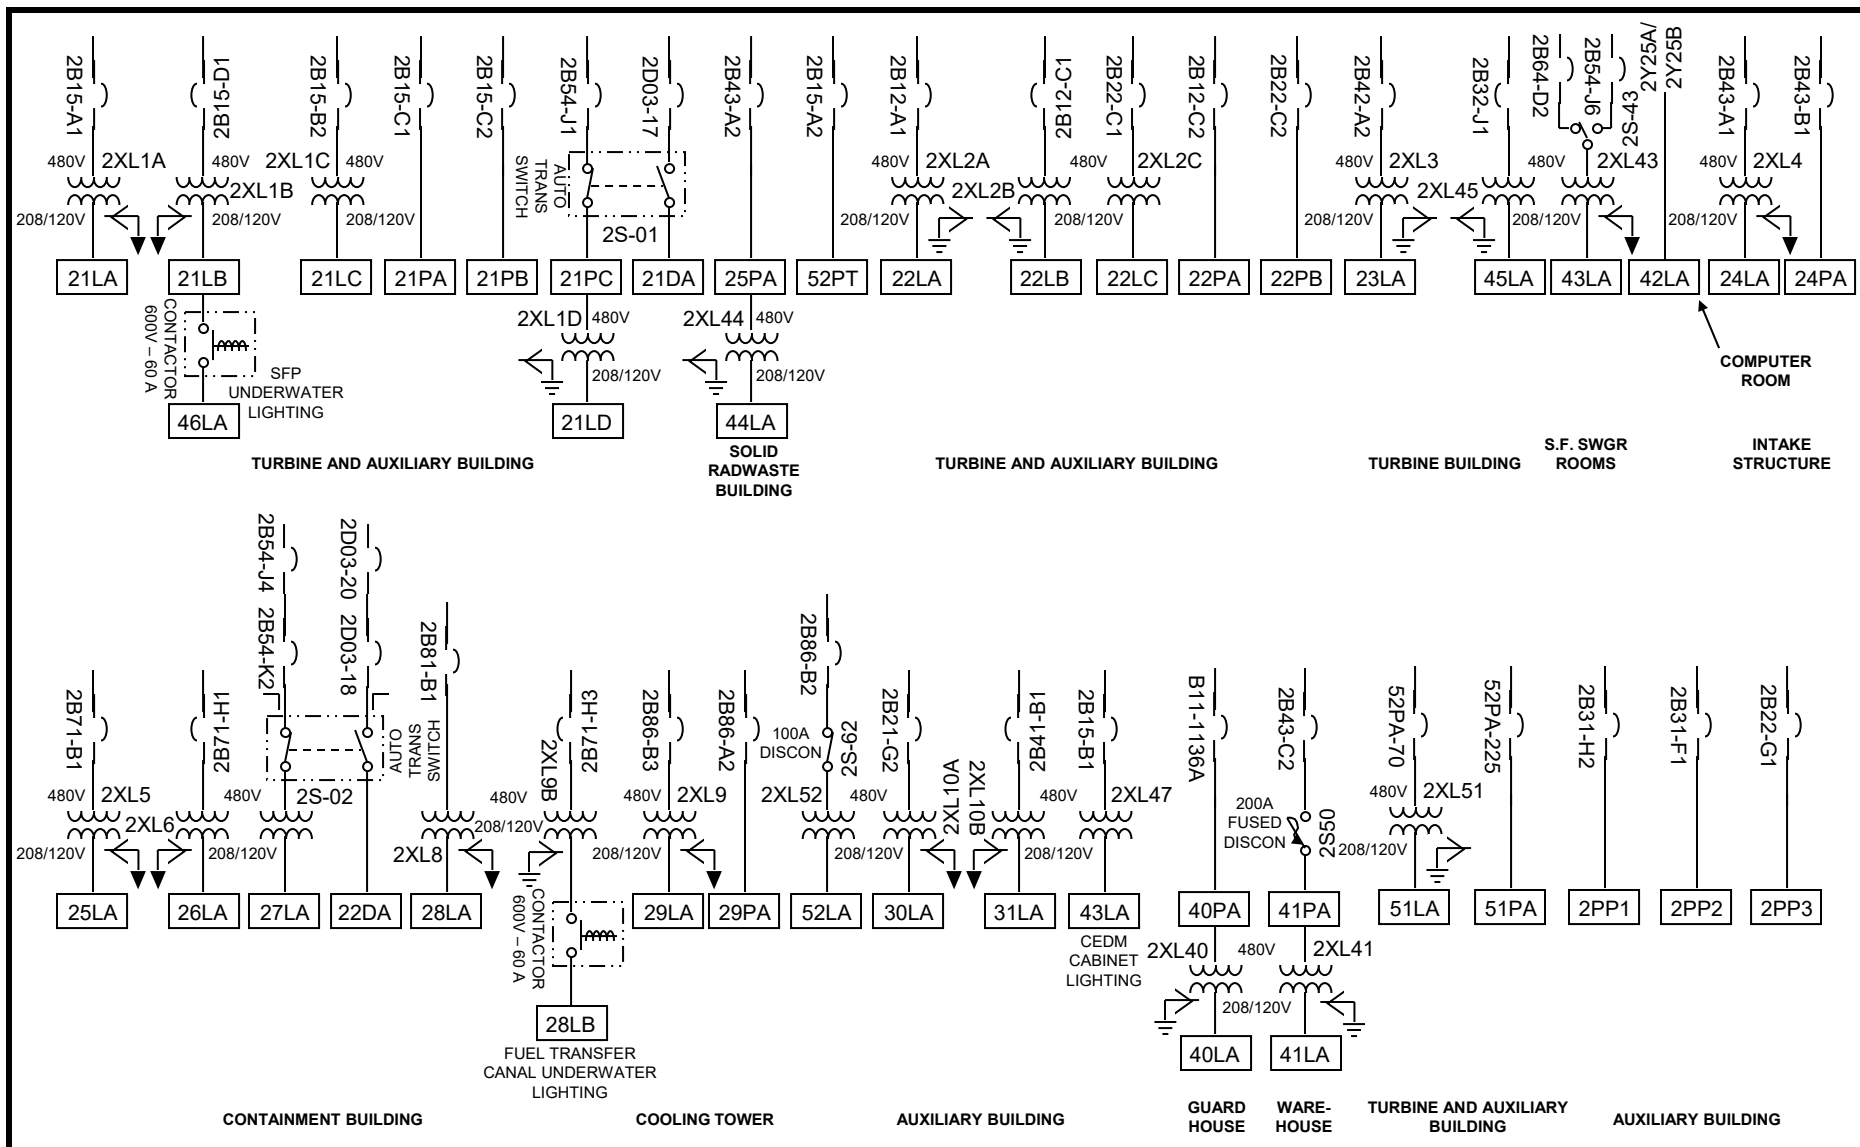 2B15-A1
2B15-D1
2B15-B2
2B15-C1
2B15-C2
2B54-J1
2D03-17
2B43-A2
2B15-A2
2B12-A1
2B12-C1
2B22-C1
2B12-C2
2B22-C2
2B42-A2
2B32-J1
2B64-D2
2B54-J6
2S-43
2Y25A/
2Y25B
2B43-A1
2B43-B1
480V
2XL1A
480V
2XL1B
2XL1C
480V
AUTO
TRANS
SWITCH
480V
2XL2A
2XL2B
480V
2XL2C
480V
2XL3
2XL45
480V
2XL43
480V
2XL4
208/120V
208/120V
208/120V
2S-01
208/120V
208/120V
208/120V
208/120V
208/120V
21LA
21LB
21LC
21PA
21PB
21PC
21DA
25PA
52PT
22LA
22LB
22LC
22PA
22PB
23LA
45LA
43LA
42LA
24LA
24PA
CONTACTOR
600V – 60 A
2XL1D
480V
2XL44
480V
208/120V
208/120V
SFP
UNDERWATER
LIGHTING
COMPUTER
ROOM
46LA
21LD
44LA
TURBINE AND AUXILIARY BUILDING
SOLID
RADWASTE
BUILDING
TURBINE AND AUXILIARY BUILDING
TURBINE BUILDING
S.F. SWGR
ROOMS
INTAKE
STRUCTURE
2B54-J4
2D03-20
2B54-K2
2D03-18
2B81-B1
2B86-B2
2B71-B1
2B71-H1
AUTO
TRANS
SWITCH
2B71-H3
2B86-B3
2B86-A2
100A
DISCON
2S-62
2B21-G2
2B41-B1
2B15-B1
B11-1136A
2B43-C2
52PA-70
52PA-225
2B31-H2
2B31-F1
2B22-G1
480V
2XL5
2XL6
480V
2S-02
480V
2XL9B
480V
2XL9
2XL52
480V
2XL10A
2XL10B
480V
2XL47
200A
FUSED
DISCON
2S50
480V
2XL51
208/120V
208/120V
2XL8
208/120V
208/120V
208/120V
208/120V
208/120V
25LA
26LA
27LA
22DA
28LA
CONTACTOR
600V – 60 A
29LA
29PA
52LA
30LA
31LA
43LA
40PA
41PA
51LA
51PA
2PP1
2PP2
2PP3
CEDM
CABINET
LIGHTING
2XL40
480V
2XL41
208/120V
28LB
40LA
41LA
FUEL TRANSFER
CANAL UNDERWATER
LIGHTING
CONTAINMENT BUILDING
COOLING TOWER
AUXILIARY BUILDING
GUARD
HOUSE
WARE-
HOUSE
TURBINE AND AUXILIARY
BUILDING
AUXILIARY BUILDING